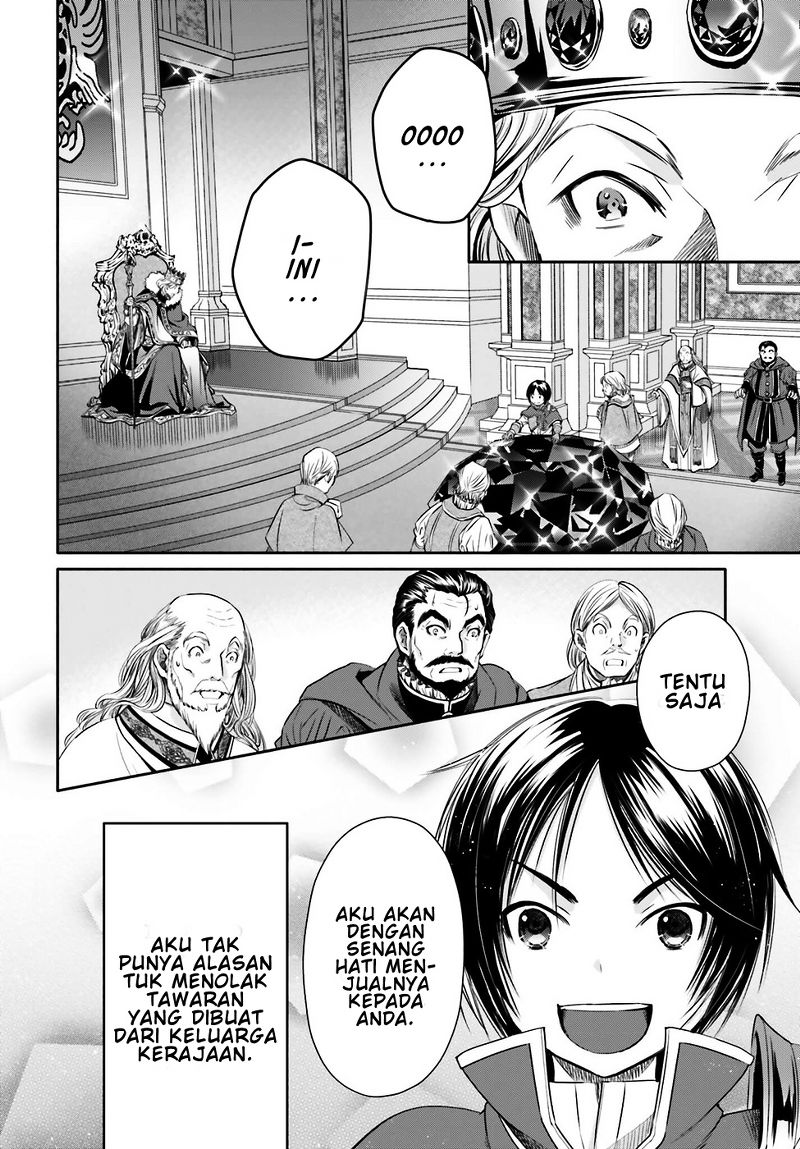 OOOO
...
I-
INI
...
TENTU
SAJA
AKU AKAN
DENGAN
SENANG
HATI MEN-
JUALNYA
KEPADA
ANDA.
AKU TAK
PUNYA ALASAN
TUK MENOLAK
TAWARAN
YANG DIBUAT
DARI KELUARGA
KERAJAAN.